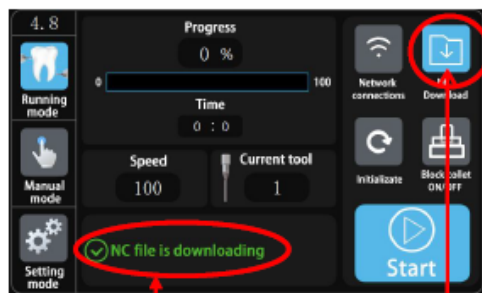 4.8
Running
mode
Manual
mode
Setting
mode
Progress
0 %
0
100
Time
0 : 0
Speed
100
Current tool
1
NC file is downloading
Network
connections
Download
Initializate
Block collet
ON/OFF
Start